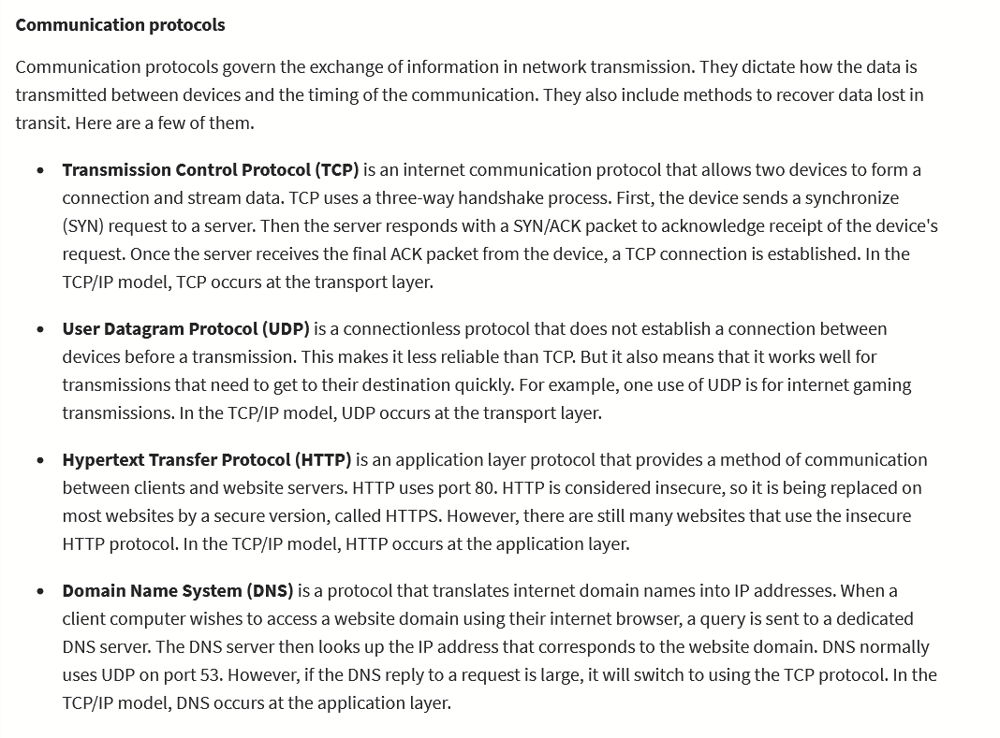 Communication protocols
Communication protocols govern the exchange of information in network transmission. They dictate how the data is
transmitted between devices and the timing of the communication. They also include methods to recover data lost in
transit. Here are a few of them.
• Transmission Control Protocol (TCP) is an internet communication protocol that allows two devices to form a
connection and stream data. TCP uses a three-way handshake process. First, the device sends a synchronize
(SYN) request to a server. Then the server responds with a SYN/ACK packet to acknowledge receipt of the device's
request. Once the server receives the final ACK packet from the device, a TCP connection is established. In the
TCP/IP model, TCP occurs at the transport layer.
• User Datagram Protocol (UDP) is a connectionless protocol that does not establish a connection between
devices before a transmission. This makes it less reliable than TCP. But it also means that it works well for
transmissions that need to get to their destination quickly. For example, one use of UDP is for internet gaming
transmissions. In the TCP/IP model, UDP occurs at the transport layer.
• Hypertext Transfer Protocol (HTTP) is an application layer protocol that provides a method of communication
between clients and website servers. HTTP uses port 80. HTTP is considered insecure, so it is being replaced on
most websites by a secure version, called HTTPS. However, there are still many websites that use the insecure
HTTP protocol. In the TCP/IP model, HTTP occurs at the application layer.
• Domain Name System (DNS) is a protocol that translates internet domain names into IP addresses. When a
client computer wishes to access a website domain using their internet browser, a query is sent to a dedicated
DNS server. The DNS server then looks up the IP address that corresponds to the website domain. DNS normally
uses UDP on port 53. However, if the DNS reply to a request is large, it will switch to using the TCP protocol. In the
TCP/IP model, DNS occurs at the application layer.